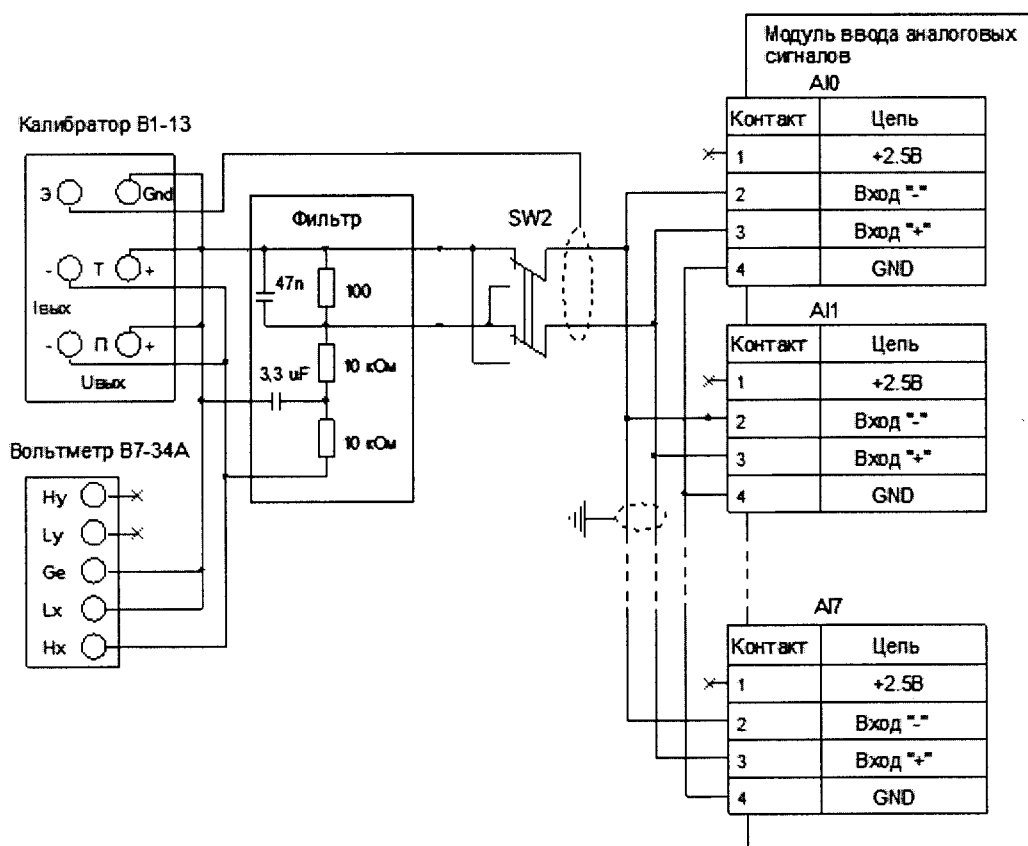 Модуль ввода аналоговых
сигналов
AI0
Контакт Цепь
1 +2.5В
2 Вход "-"
3 Вход "+"
4 GND
Калибратор В1-13
Э Gnd
- Т +
Iвых
- П +
Uвых
Фильтр
47n
100
10 кОм
3,3 uF
10 кОм
SW2
AI1
Контакт Цепь
1 +2.5В
2 Вход "-"
3 Вход "+"
4 GND
Вольтметр В7-34А
Hy
Ly
Ge
Lx
Hx
AI7
Контакт Цепь
1 +2.5В
2 Вход "-"
3 Вход "+"
4 GND